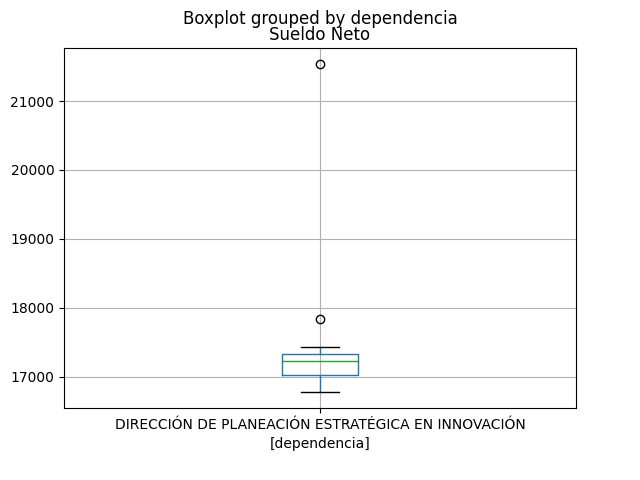 Boxplot grouped by dependencia
Sueldo Neto
21000
20000
19000
18000
17000
DIRECCIÓN DE PLANEACIÓN ESTRATÉGICA EN INNOVACIÓN
[dependencia]